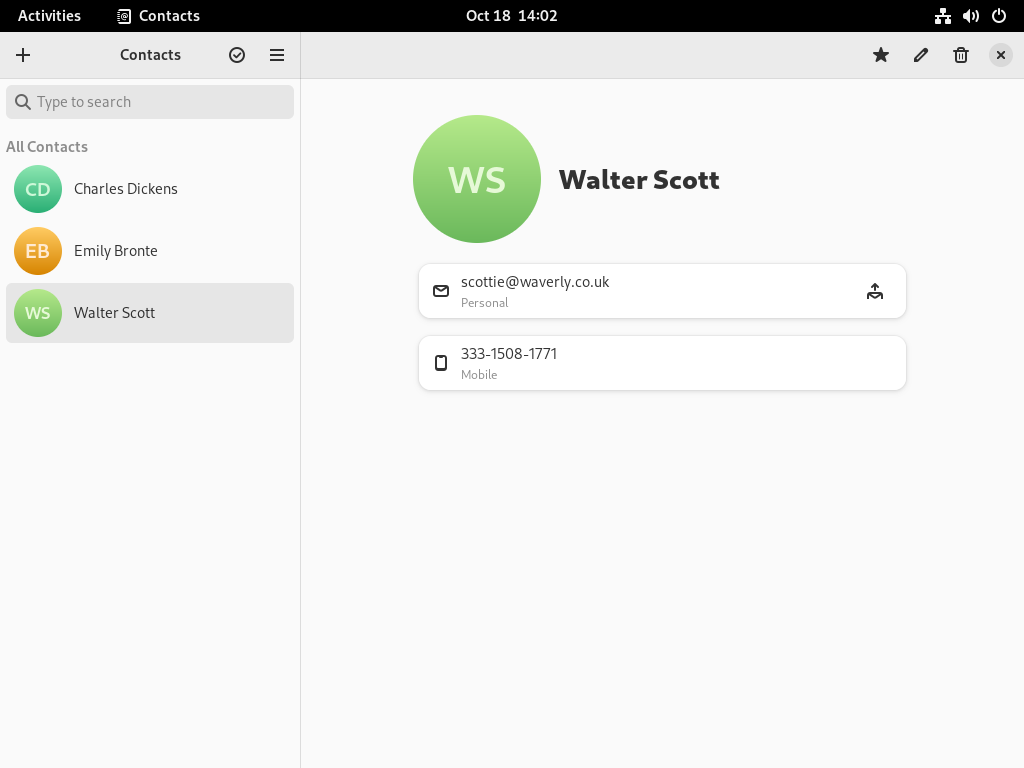 Activities
Contacts
Oct 18 14:02
Contacts
Type to search
All Contacts
CD
Charles Dickens
EB
Emily Bronte
WS
Walter Scott
WS
Walter Scott
scottie@waverly.co.uk
Personal
333-1508-1771
Mobile